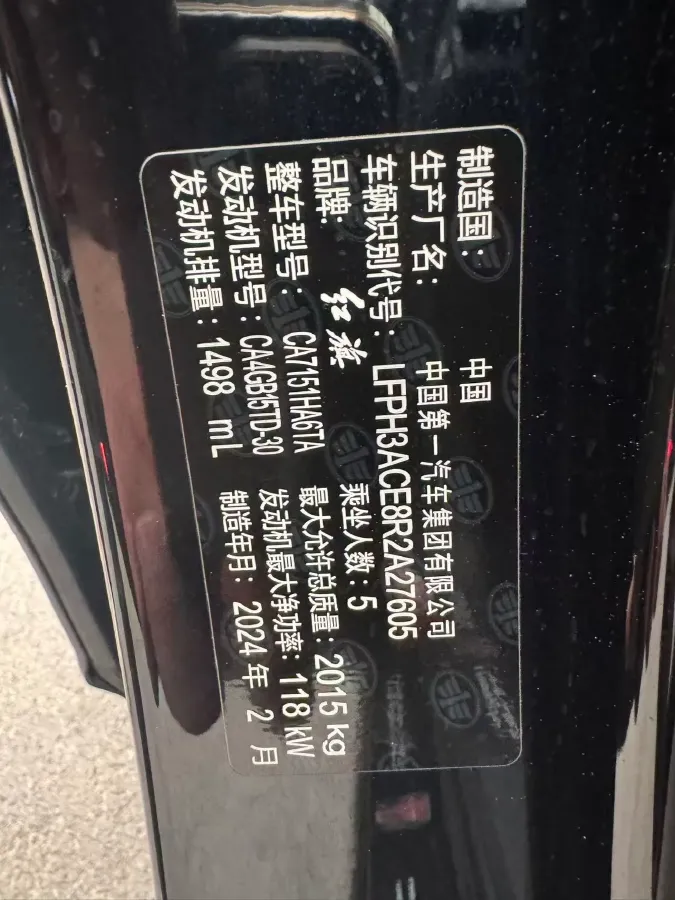 制造国: 中国
生产厂名: 中国第一汽车集团有限公司
车辆识别代号: LFPH3ACE8R2A27605
品牌: 红旗 乘坐人数: 5
整车型号: CA7151HA6TA 最大允许总质量: 2015 kg
发动机型号: CA4GB15TD-30 发动机最大净功率: 118 kW
发动机排量: 1498 mL 制造年月: 2024 年 2 月